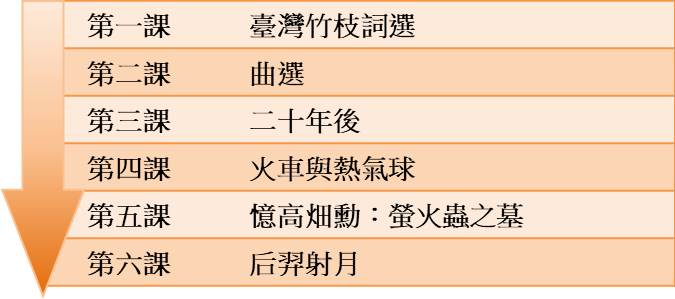 第一課 臺灣竹枝詞選
第二課 曲選
第三課 二十年後
第四課 火車與熱氣球
第五課 憶高畑勳：螢火蟲之墓
第六課 后羿射月